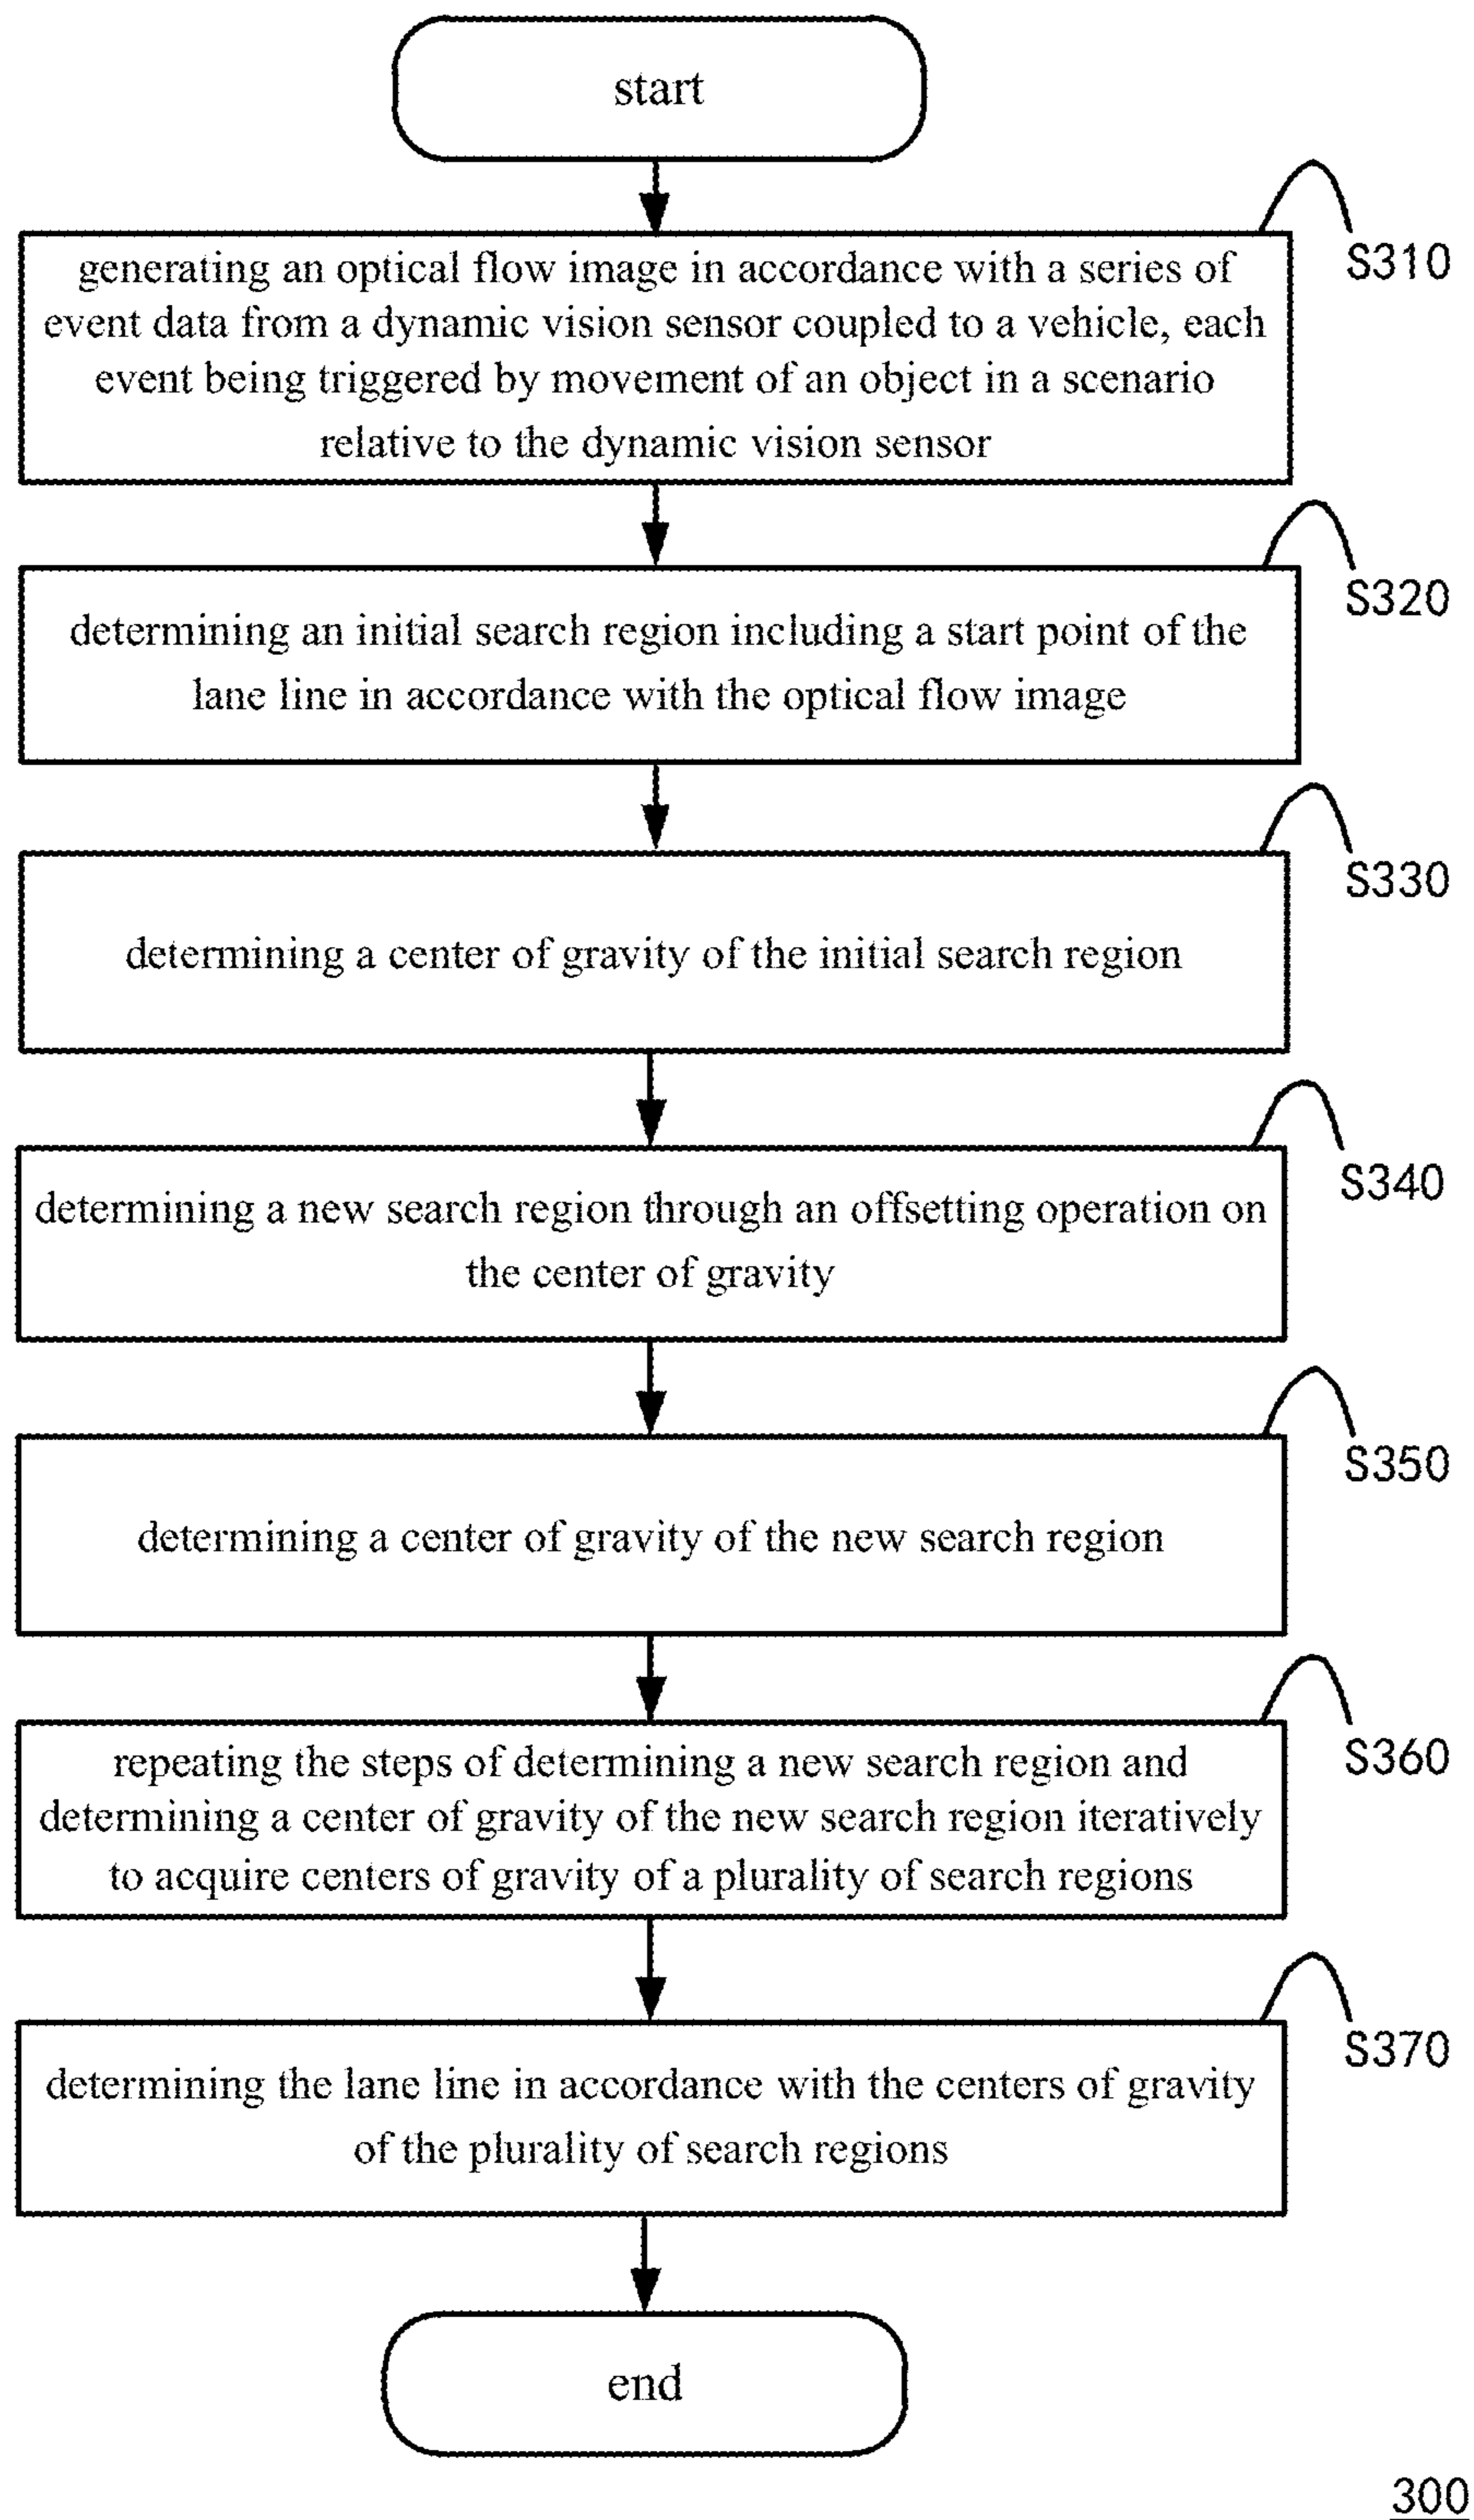 start
S310
generating an optical flow image in accordance with a series of
event data from a dynamic vision sensor coupled to a vehicle, each
event being triggered by movement of an object in a scenario
relative to the dynamic vision sensor
S320
determining an initial search region including a start point of the
lane line in accordance with the optical flow image
S330
determining a center of gravity of the initial search region
S340
determining a new search region through an offsetting operation on
the center of gravity
S350
determining a center of gravity of the new search region
S360
repeating the steps of determining a new search region and
determining a center of gravity of the new search region iteratively
to acquire centers of gravity of a plurality of search regions
S370
determining the lane line in accordance with the centers of gravity
of the plurality of search regions
end
300